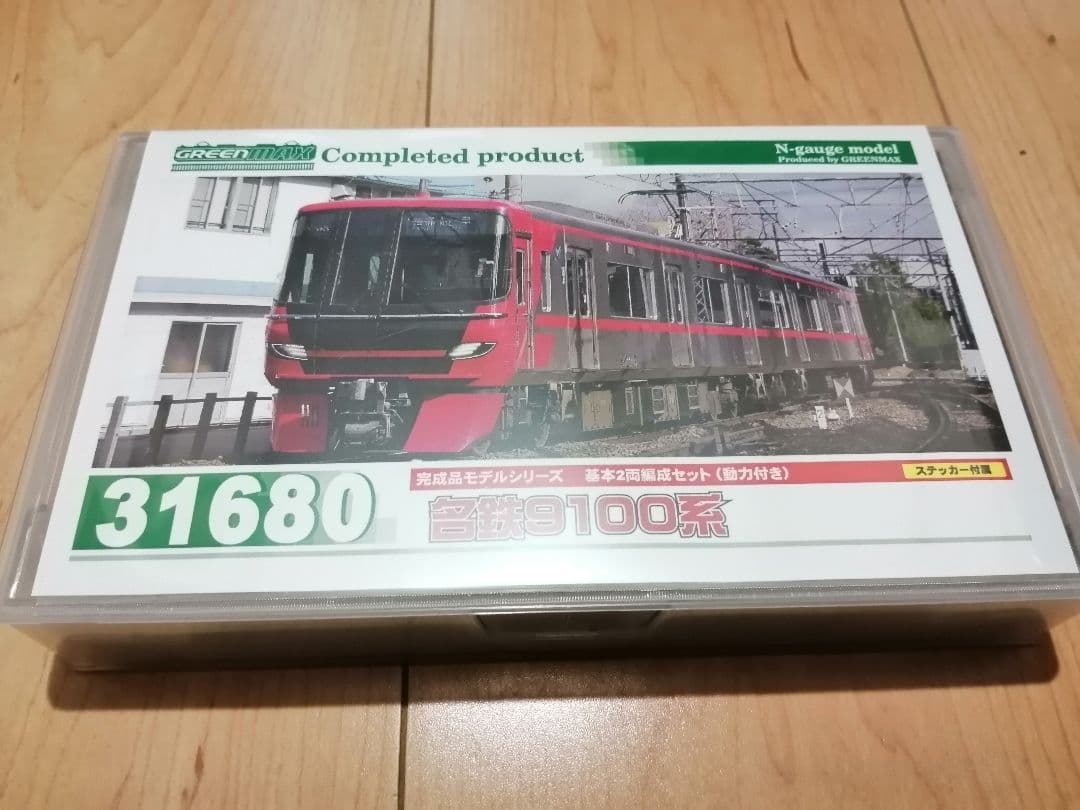 GREENMAX Completed product
N-gauge model
Produced by GREENMAX
完成品モデルシリーズ 基本2両編成セット(動力付き)
ステッカー付属
31680
名鉄9100系